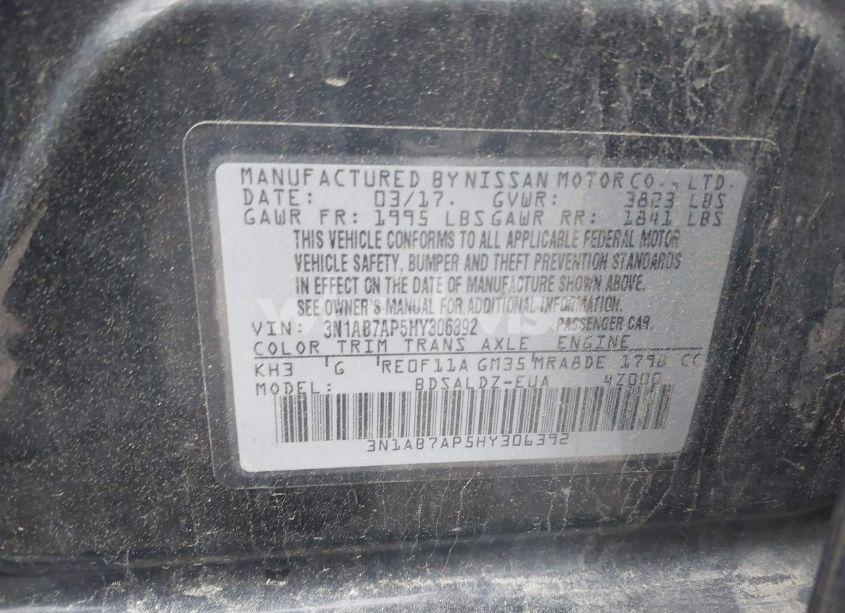 MANUFACTURED BY NISSAN MOTOR CO., LTD.
DATE: 03/17. GVWR: 3823 LBS
GAWR FR: 1995 LBS GAWR RR: 1841 LBS
THIS VEHICLE CONFORMS TO ALL APPLICABLE FEDERAL MOTOR
VEHICLE SAFETY, BUMPER AND THEFT PREVENTION STANDARDS
IN EFFECT ON THE DATE OF MANUFACTURE SHOWN ABOVE.
SEE OWNER'S MANUAL FOR ADDITIONAL INFORMATION.
VIN: 3N1AB7AP5HY306392 PASSENGER CAR.
COLOR TRIM TRANS AXLE ENGINE
KH3 G RE0F11A GM35 MRA8DE 1798 CC
MODEL: BDSALDZ-EUA 4Z000
3N1AB7AP5HY306392